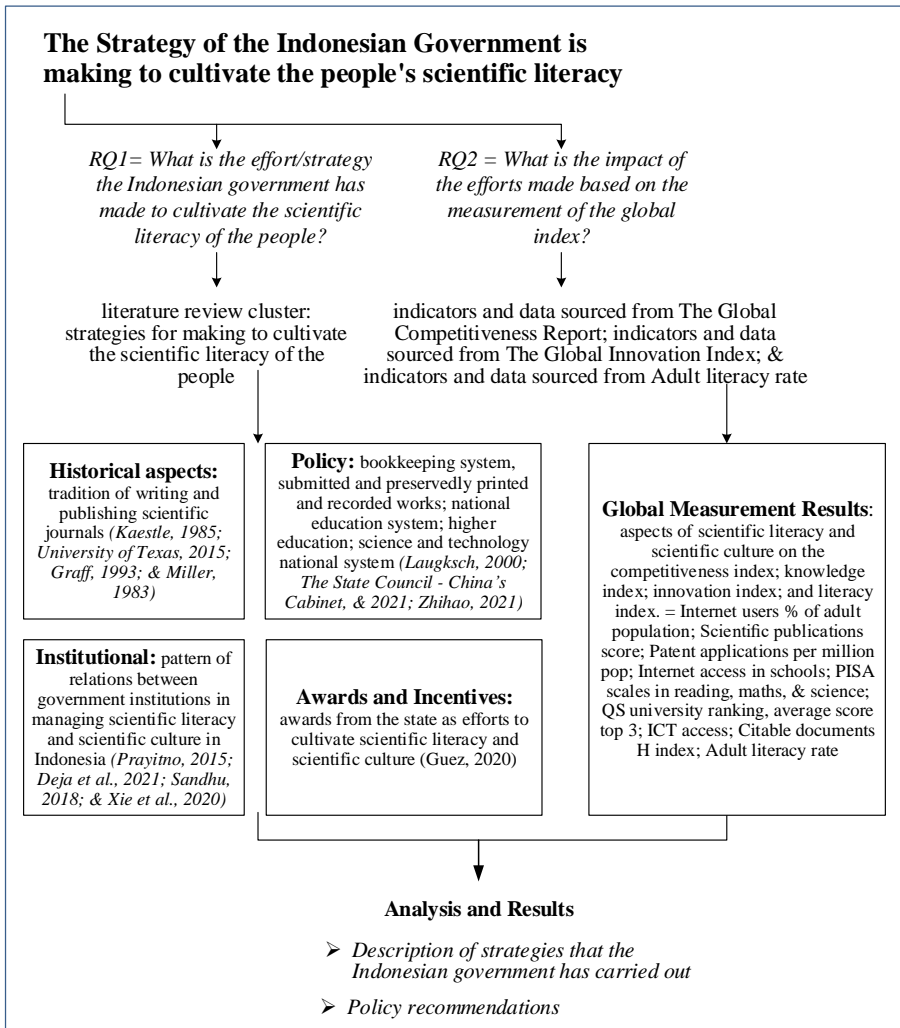 The Strategy of the Indonesian Government is
making to cultivate the people's scientific literacy
RQ1= What is the effort/strategy
the Indonesian government has
made to cultivate the scientific
literacy of the people?
RQ2 = What is the impact of
the efforts made based on the
measurement of the global
index?
literature review cluster:
strategies for making to cultivate
the scientific literacy of the
people
indicators and data sourced from The Global
Competitiveness Report; indicators and data
sourced from The Global Innovation Index; &
indicators and data sourced from Adult literacy rate
Historical aspects:
tradition of writing and
publishing scientific
journals (Kaestle, 1985;
University of Texas, 2015;
Graff, 1993; & Miller,
1983)
Policy: bookkeeping system,
submitted and preservedly printed
and recorded works; national
education system; higher
education; science and technology
national system (Laugksch, 2000;
The State Council - China’s
Cabinet, & 2021; Zhihao, 2021)
Institutional: pattern of
relations between
government institutions in
managing scientific literacy
and scientific culture in
Indonesia (Prayitno, 2015;
Deja et al., 2021; Sandhu,
2018; & Xie et al., 2020)
Awards and Incentives:
awards from the state as efforts to
cultivate scientific literacy and
scientific culture (Guez, 2020)
Global Measurement Results:
aspects of scientific literacy and
scientific culture on the
competitiveness index; knowledge
index; innovation index; and literacy
index. = Internet users % of adult
population; Scientific publications
score; Patent applications per million
pop; Internet access in schools; PISA
scales in reading, maths, & science;
QS university ranking, average score
top 3; ICT access; Citable documents
H index; Adult literacy rate
Analysis and Results
➢ Description of strategies that the
Indonesian government has carried out
➢ Policy recommendations